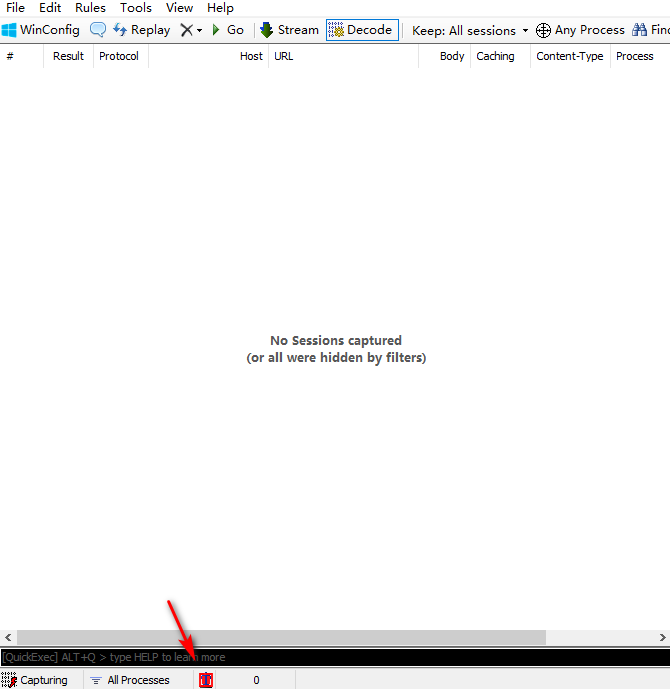 File Edit Rules Tools View Help
WinConfig Replay Go Stream Decode Keep: All sessions Any Process Find
# Result Protocol Host URL Body Caching Content-Type Process
No Sessions captured
(or all were hidden by filters)
[QuickExec] ALT+Q > type HELP to learn more
Capturing All Processes 0